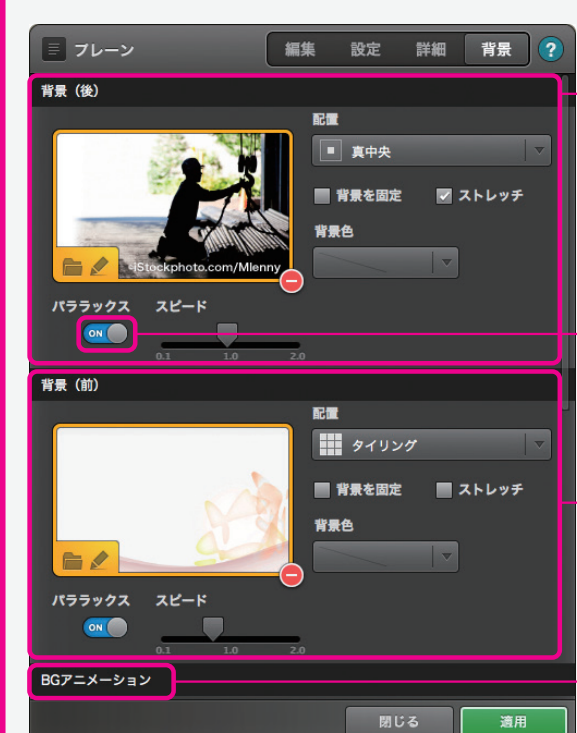 プレーン
編集 設定 詳細 背景 ?
背景（後）
配置
真中央
背景を固定 ストレッチ
背景色
iStockphoto.com/Mlenny
パララックス スピード
ON
0.1 1.0 2.0
背景（前）
配置
タイリング
背景を固定 ストレッチ
背景色
パララックス スピード
ON
0.1 1.0 2.0
BGアニメーション
閉じる 適用